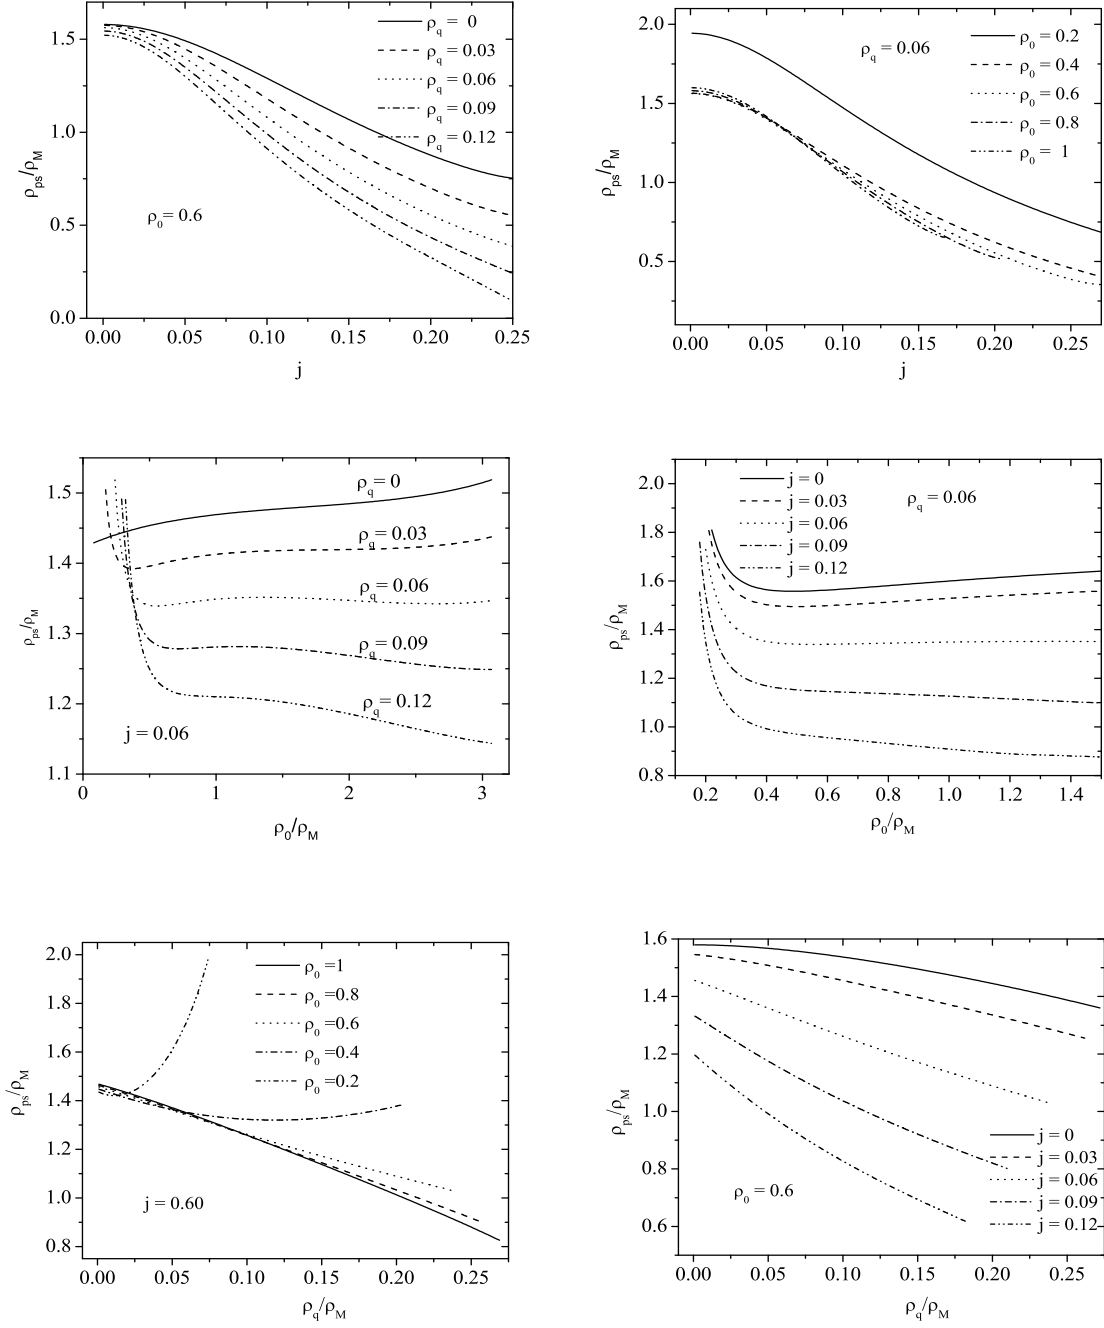 ρps/ρM
1.5
1.0
0.5
0.0
0.00 0.05 0.10 0.15 0.20 0.25
j
ρq = 0
ρq = 0.03
ρq = 0.06
ρq = 0.09
ρq = 0.12
ρ0 = 0.6
ρps/ρM
2.0
1.5
1.0
0.5
0.00 0.05 0.10 0.15 0.20 0.25
j
ρq = 0.06
ρ0 = 0.2
ρ0 = 0.4
ρ0 = 0.6
ρ0 = 0.8
ρ0 = 1
ρps/ρM
1.5
1.4
1.3
1.2
1.1
0 1 2 3
ρ0/ρM
ρq = 0
ρq = 0.03
ρq = 0.06
ρq = 0.09
ρq = 0.12
j = 0.06
ρps/ρM
2.0
1.8
1.6
1.4
1.2
1.0
0.8
0.2 0.4 0.6 0.8 1.0 1.2 1.4
ρ0/ρM
j = 0
j = 0.03
j = 0.06
j = 0.09
j = 0.12
ρq = 0.06
ρps/ρM
2.0
1.8
1.6
1.4
1.2
1.0
0.8
0.00 0.05 0.10 0.15 0.20 0.25
ρq/ρM
ρ0 =1
ρ0 =0.8
ρ0 =0.6
ρ0 =0.4
ρ0 =0.2
j = 0.60
ρps/ρM
1.6
1.4
1.2
1.0
0.8
0.6
0.00 0.05 0.10 0.15 0.20 0.25
ρq/ρM
j = 0
j = 0.03
j = 0.06
j = 0.09
j = 0.12
ρ0 = 0.6